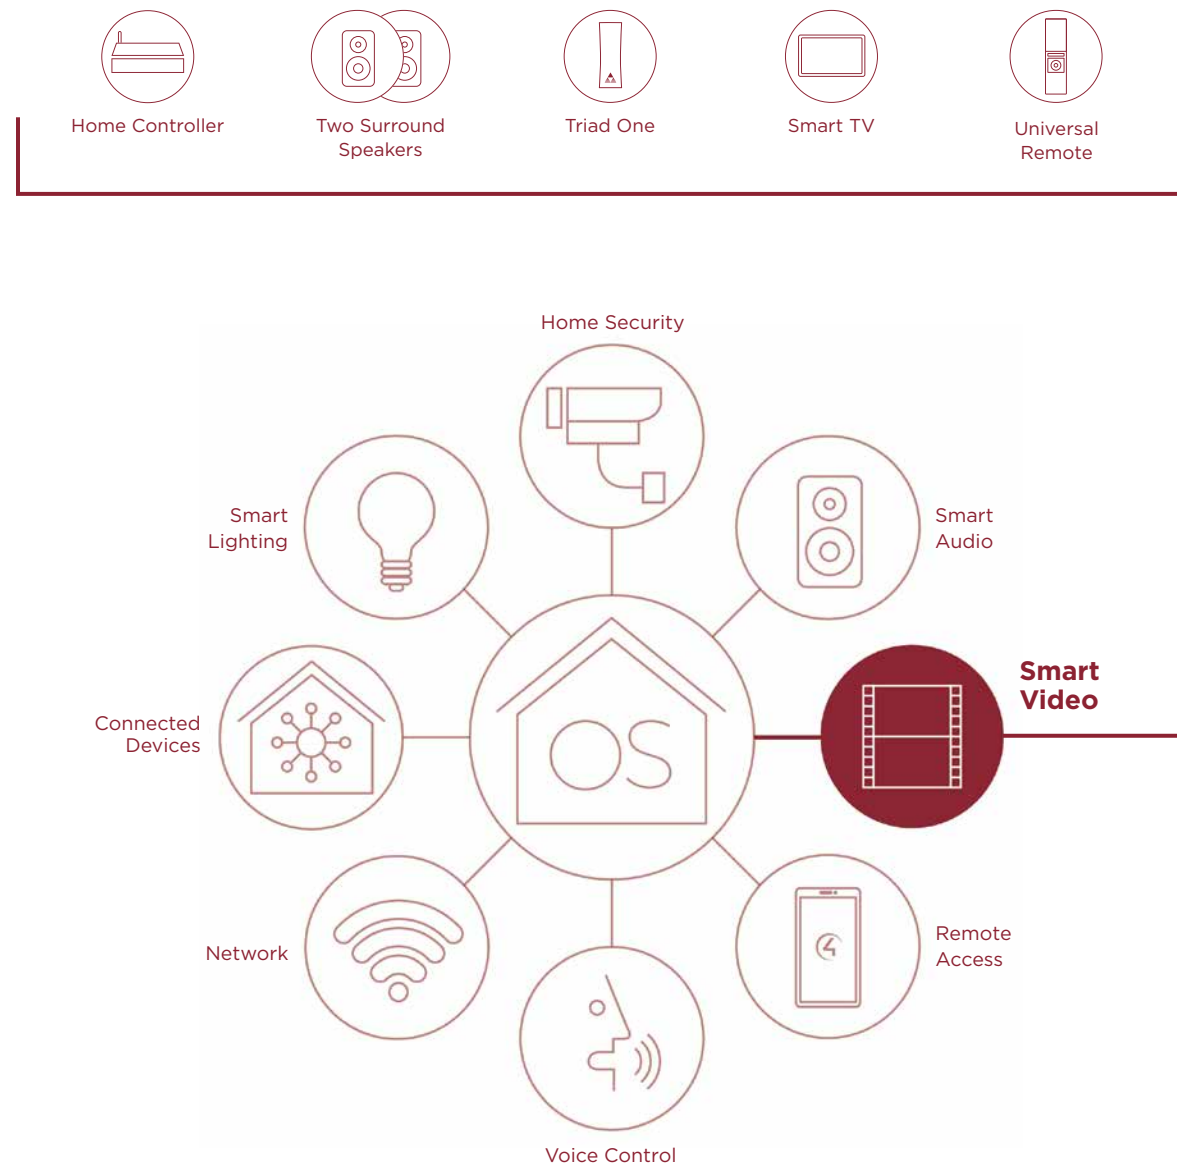 Home Controller
Two Surround
Speakers
Triad One
Smart TV
Universal
Remote
Home Security
Smart
Lighting
Smart
Audio
OS
Smart
Video
Connected
Devices
Network
4
Remote
Access
Voice Control